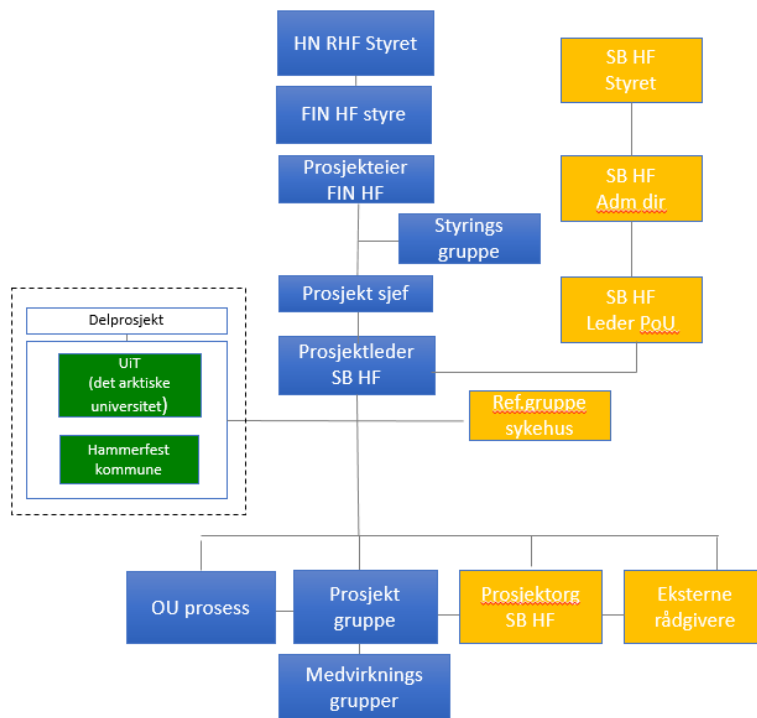 HN RHF Styret
FIN HF styre
Prosjekteier
FIN HF
Styrings
gruppe
Prosjekt sjef
Prosjektleder
SB HF
SB HF
Styret
SB HF
Adm dir
SB HF
Leder PoU
Delprosjekt
UiT
(det arktiske
universitet)
Hammerfest
kommune
Ref.gruppe
sykehus
OU prosess
Prosjekt
gruppe
Prosjektorg
SB HF
Eksterne
rådgivere
Medvirknings
grupper